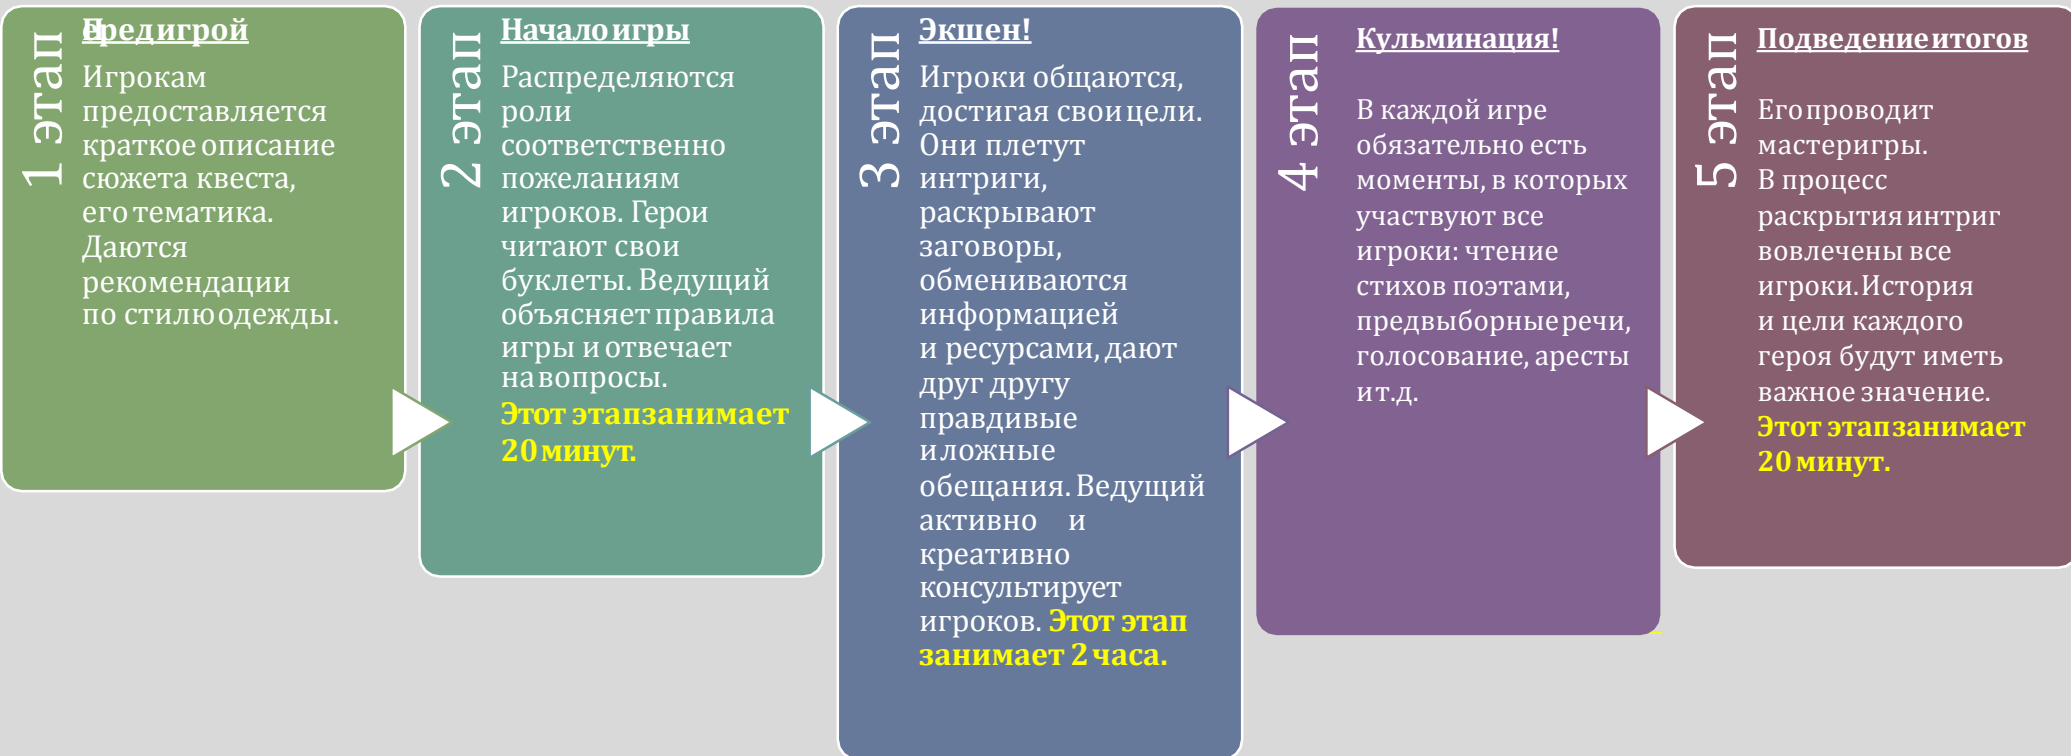 1 этап
Перед игрой
Игрокам
предоставляется
краткое описание
сюжета квеста,
его тематика.
Даются
рекомендации
по стилю одежды.
2 этап
Начало игры
Распределяются
роли
соответственно
пожеланиям
игроков. Герои
читают свои
буклеты. Ведущий
объясняет правила
игры и отвечает
на вопросы.
Этот этап занимает
20 минут.
3 этап
Экшен!
Игроки общаются,
достигая свои цели.
Они плетут
интриги,
раскрывают
заговоры,
обмениваются
информацией
и ресурсами, дают
друг другу
правдивые
и ложные
обещания. Ведущий
активно и
креативно
консультирует
игроков. Этот этап
занимает 2 часа.
4 этап
Кульминация!
В каждой игре
обязательно есть
моменты, в которых
участвуют все
игроки: чтение
стихов поэтами,
предвыборные речи,
голосование, аресты
и т.д.
5 этап
Подведение итогов
Его проводит
мастер игры.
В процесс
раскрытия интриг
вовлечены все
игроки. История
и цели каждого
героя будут иметь
важное значение.
Этот этап занимает
20 минут.